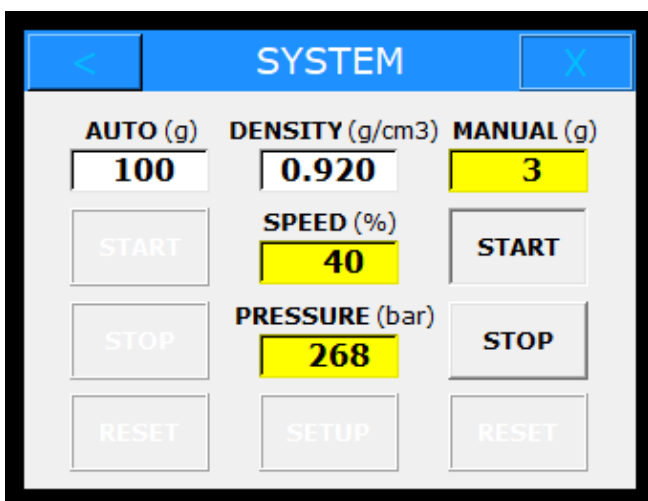 < SYSTEM X
AUTO (g) DENSITY (g/cm3) MANUAL (g)
100 0.920 3
SPEED (%)
START 40 START
PRESSURE (bar)
STOP 268 STOP
RESET SETUP RESET